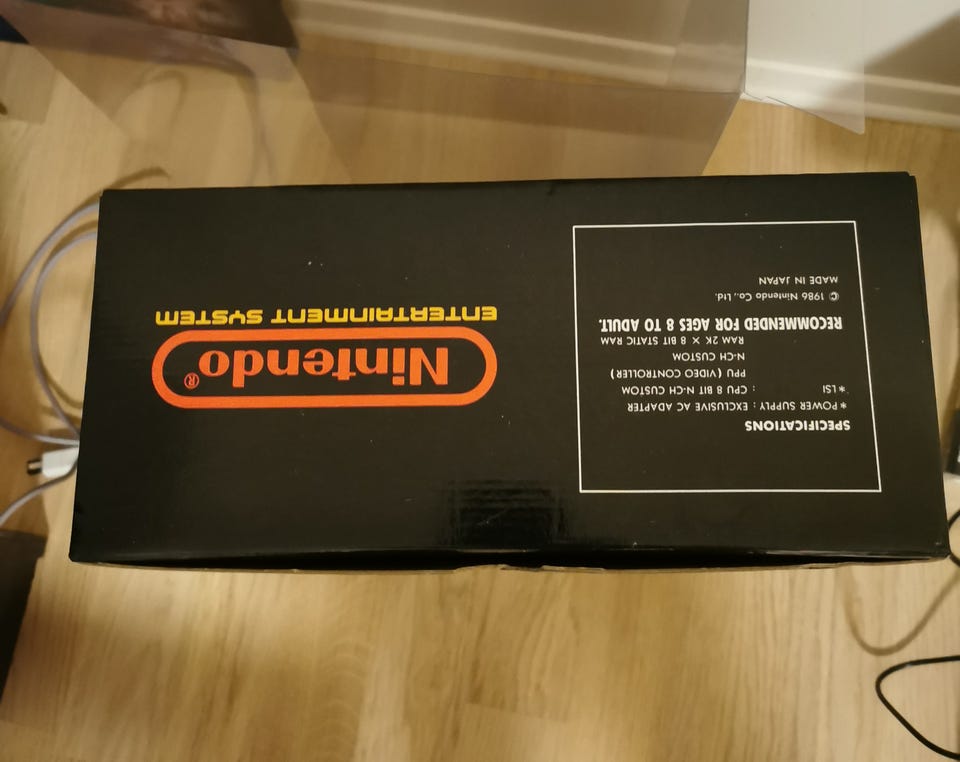 SPECIFICATIONS
*POWER SUPPLY : EXCLUSIVE AC ADAPTER
*LSI : CPU 8 BIT N-CH CUSTOM
PPU (VIDEO CONTROLLER)
N-CH CUSTOM
RAM 2K × 8 BIT STATIC RAM
RECOMMENDED FOR AGES 8 TO ADULT.
© 1986 Nintendo Co., Ltd.
MADE IN JAPAN
Nintendo®
ENTERTAINMENT SYSTEM